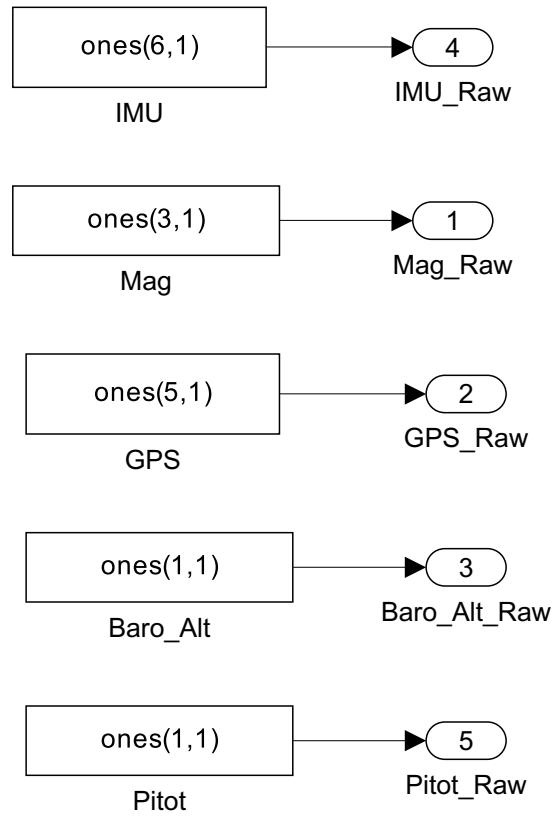 ones(6,1)
4
IMU
IMU_Raw
ones(3,1)
1
Mag
Mag_Raw
ones(5,1)
2
GPS
GPS_Raw
ones(1,1)
3
Baro_Alt
Baro_Alt_Raw
ones(1,1)
5
Pitot
Pitot_Raw